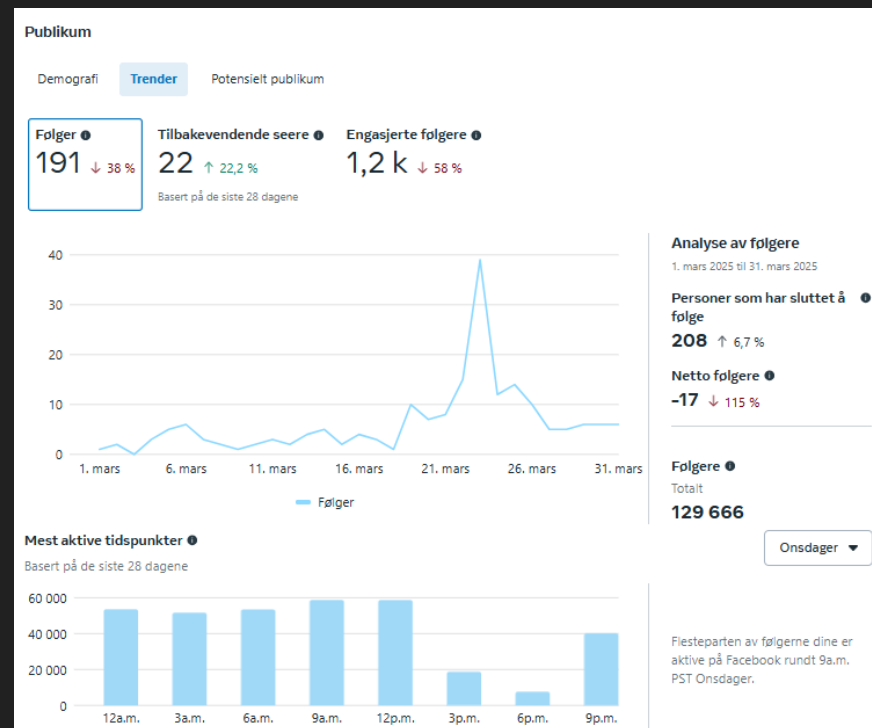 Publikum
Demografi Trender Potensielt publikum
Følger Tilbakevendende seere Engasjerte følgere
191 ↓ 38 % 22 ↑ 22,2 % 1,2 k ↓ 58 %
Basert på de siste 28 dagene
40
30
20
10
0
1. mars 6. mars 11. mars 16. mars 21. mars 26. mars 31. mars
Følger
Analyse av følgere
1. mars 2025 til 31. mars 2025
Personer som har sluttet å
følge
208 ↑ 6,7 %
Netto følgere
-17 ↓ 115 %
Følgere
Totalt
129 666
Mest aktive tidspunkter
Onsdager
Basert på de siste 28 dagene
60 000
40 000
20 000
0
12a.m. 3a.m. 6a.m. 9a.m. 12p.m. 3p.m. 6p.m. 9p.m.
Flesteparten av følgerne dine er
aktive på Facebook rundt 9a.m.
PST Onsdager.